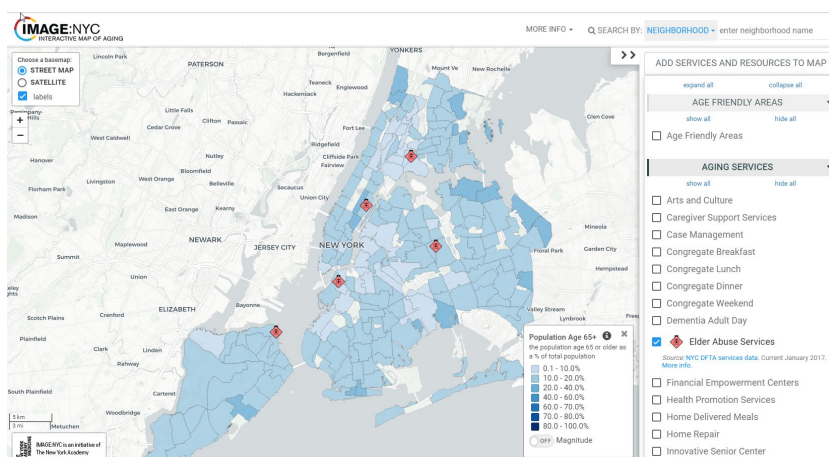 IMAGE:NYC
INTERACTIVE MAP OF AGING
MORE INFO
SEARCH BY: NEIGHBORHOOD enter neighborhood name
Choose a basemap:
STREET MAP
SATELLITE
labels
+
−
Lincoln Park
PATERSON
Bergenfield
YONKERS
Teaneck
Englewood
Hackensack
Mount Ve
New Rochelle
Little Falls
Cedar Grove
Clifton
Passaic
Fort Lee
Glen Cove
West Caldwell
Ridgefield
Hanover
Nutley
Cliffside Park
Fairview
Bloomfield
Livingston
West Orange
Belleville
Secaucus
Florham Park
Union City
East Orange
Kearny
Madison
Mineola
NEWARK
JERSEY CITY
NEW YORK
Maplewood
Floral Park
Garden City
Summit
Hempstead
Union
Bayonne
Valley Stream
Scotch Plains
Cranford
ELIZABETH
Lynbrook
Plainfield
Clark
Linden
Rahway
South Plainfield
Carteret
Woodbridge
Metuchen
5 km
3 mi
IMAGE:NYC is an initiative of
The New York Academy
Population Age 65+
the population age 65 or older as
a % of total population
0.1 - 10.0%
10.0 - 20.0%
20.0 - 40.0%
40.0 - 60.0%
60.0 - 70.0%
70.0 - 80.0%
80.0 - 100.0%
OFF Magnitude
ADD SERVICES AND RESOURCES TO MAP
expand all collapse all
AGE FRIENDLY AREAS
show all hide all
Age Friendly Areas
AGING SERVICES
show all hide all
Arts and Culture
Caregiver Support Services
Case Management
Congregate Breakfast
Congregate Lunch
Congregate Dinner
Congregate Weekend
Dementia Adult Day
Elder Abuse Services
Source: NYC DFTA services data. Current January 2017.
More info.
Financial Empowerment Centers
Health Promotion Services
Home Delivered Meals
Home Repair
Innovative Senior Center